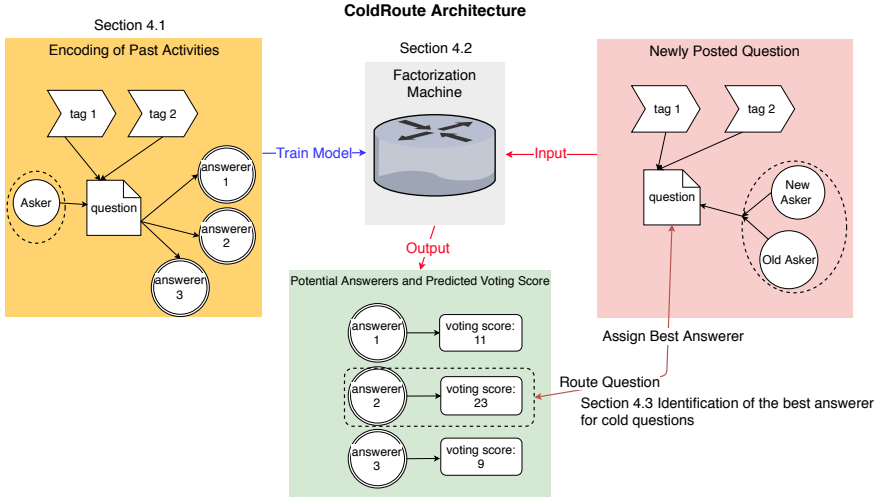 ColdRoute Architecture
Section 4.1
Encoding of Past Activities
tag 1
tag 2
Asker
question
answerer
1
answerer
2
answerer
3
Train Model
Section 4.2
Factorization
Machine
Input
Output
Newly Posted Question
tag 1
tag 2
question
New
Asker
Old Asker
Potential Answerers and Predicted Voting Score
answerer
1
voting score:
11
answerer
2
voting score:
23
answerer
3
voting score:
9
Assign Best Answerer
Route Question
Section 4.3 Identification of the best answerer
for cold questions